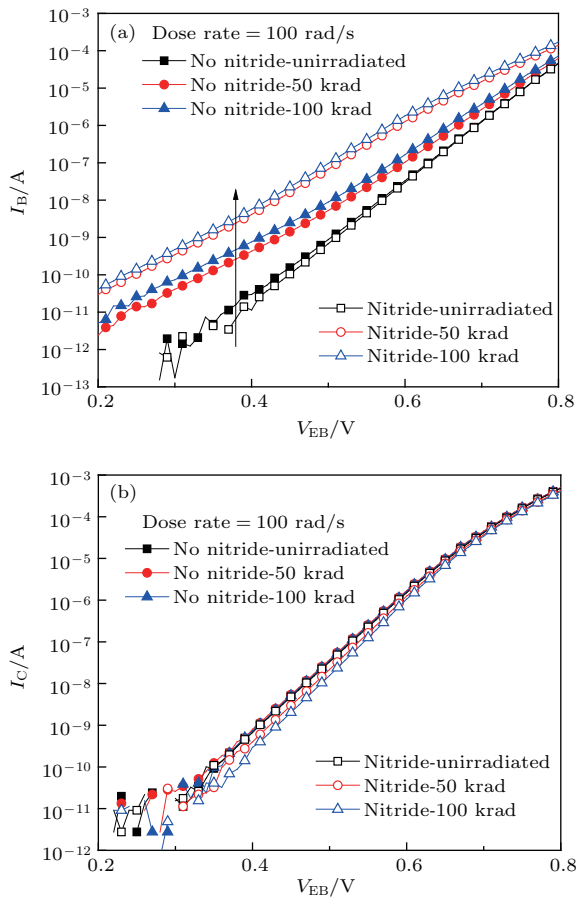 (a)
Dose rate = 100 rad/s
No nitride-unirradiated
No nitride-50 krad
No nitride-100 krad
Nitride-unirradiated
Nitride-50 krad
Nitride-100 krad
I_B/A
10⁻³
10⁻⁴
10⁻⁵
10⁻⁶
10⁻⁷
10⁻⁸
10⁻⁹
10⁻¹⁰
10⁻¹¹
10⁻¹²
10⁻¹³
0.2 0.4 0.6 0.8
V_EB/V
(b)
Dose rate = 100 rad/s
No nitride-unirradiated
No nitride-50 krad
No nitride-100 krad
Nitride-unirradiated
Nitride-50 krad
Nitride-100 krad
I_C/A
10⁻³
10⁻⁴
10⁻⁵
10⁻⁶
10⁻⁷
10⁻⁸
10⁻⁹
10⁻¹⁰
10⁻¹¹
10⁻¹²
0.2 0.4 0.6 0.8
V_EB/V